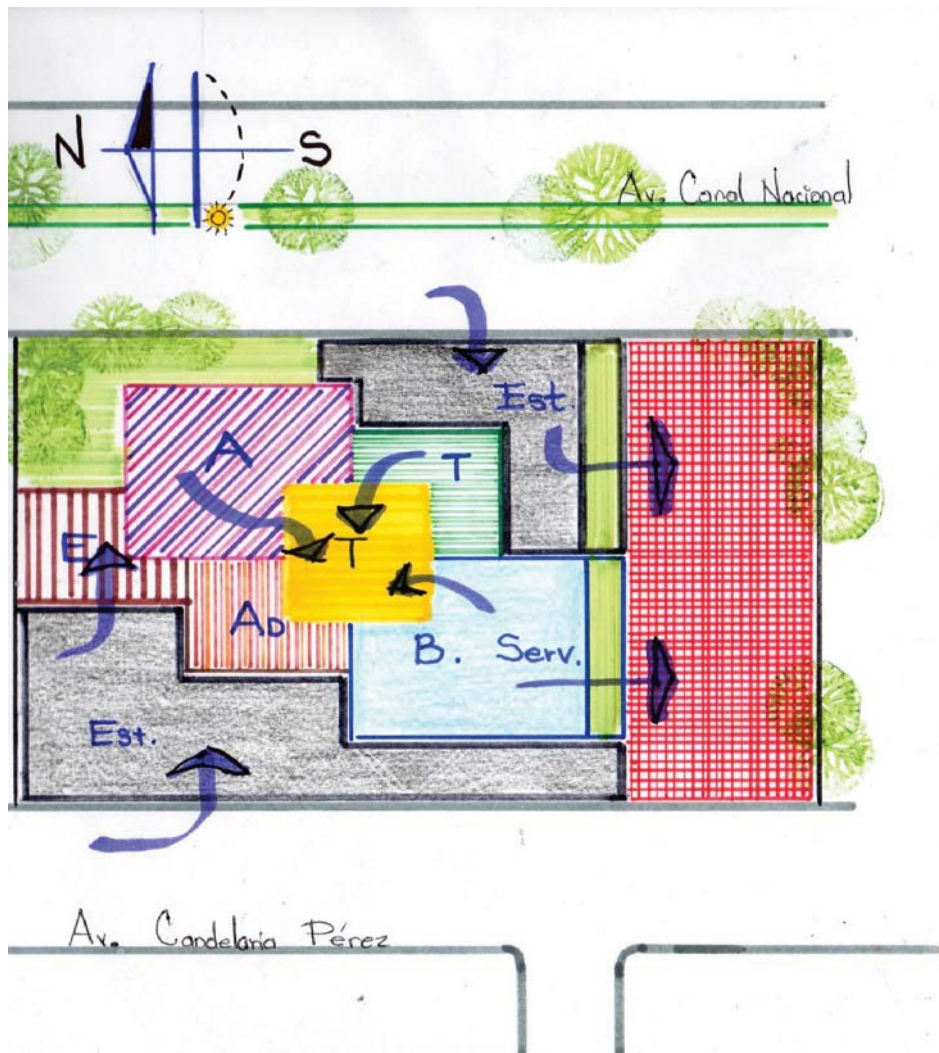 N S
Av. Canal Nacional
Est.
A
T
E
T
AD
B. Serv.
Est.
Av. Candelaria Pérez